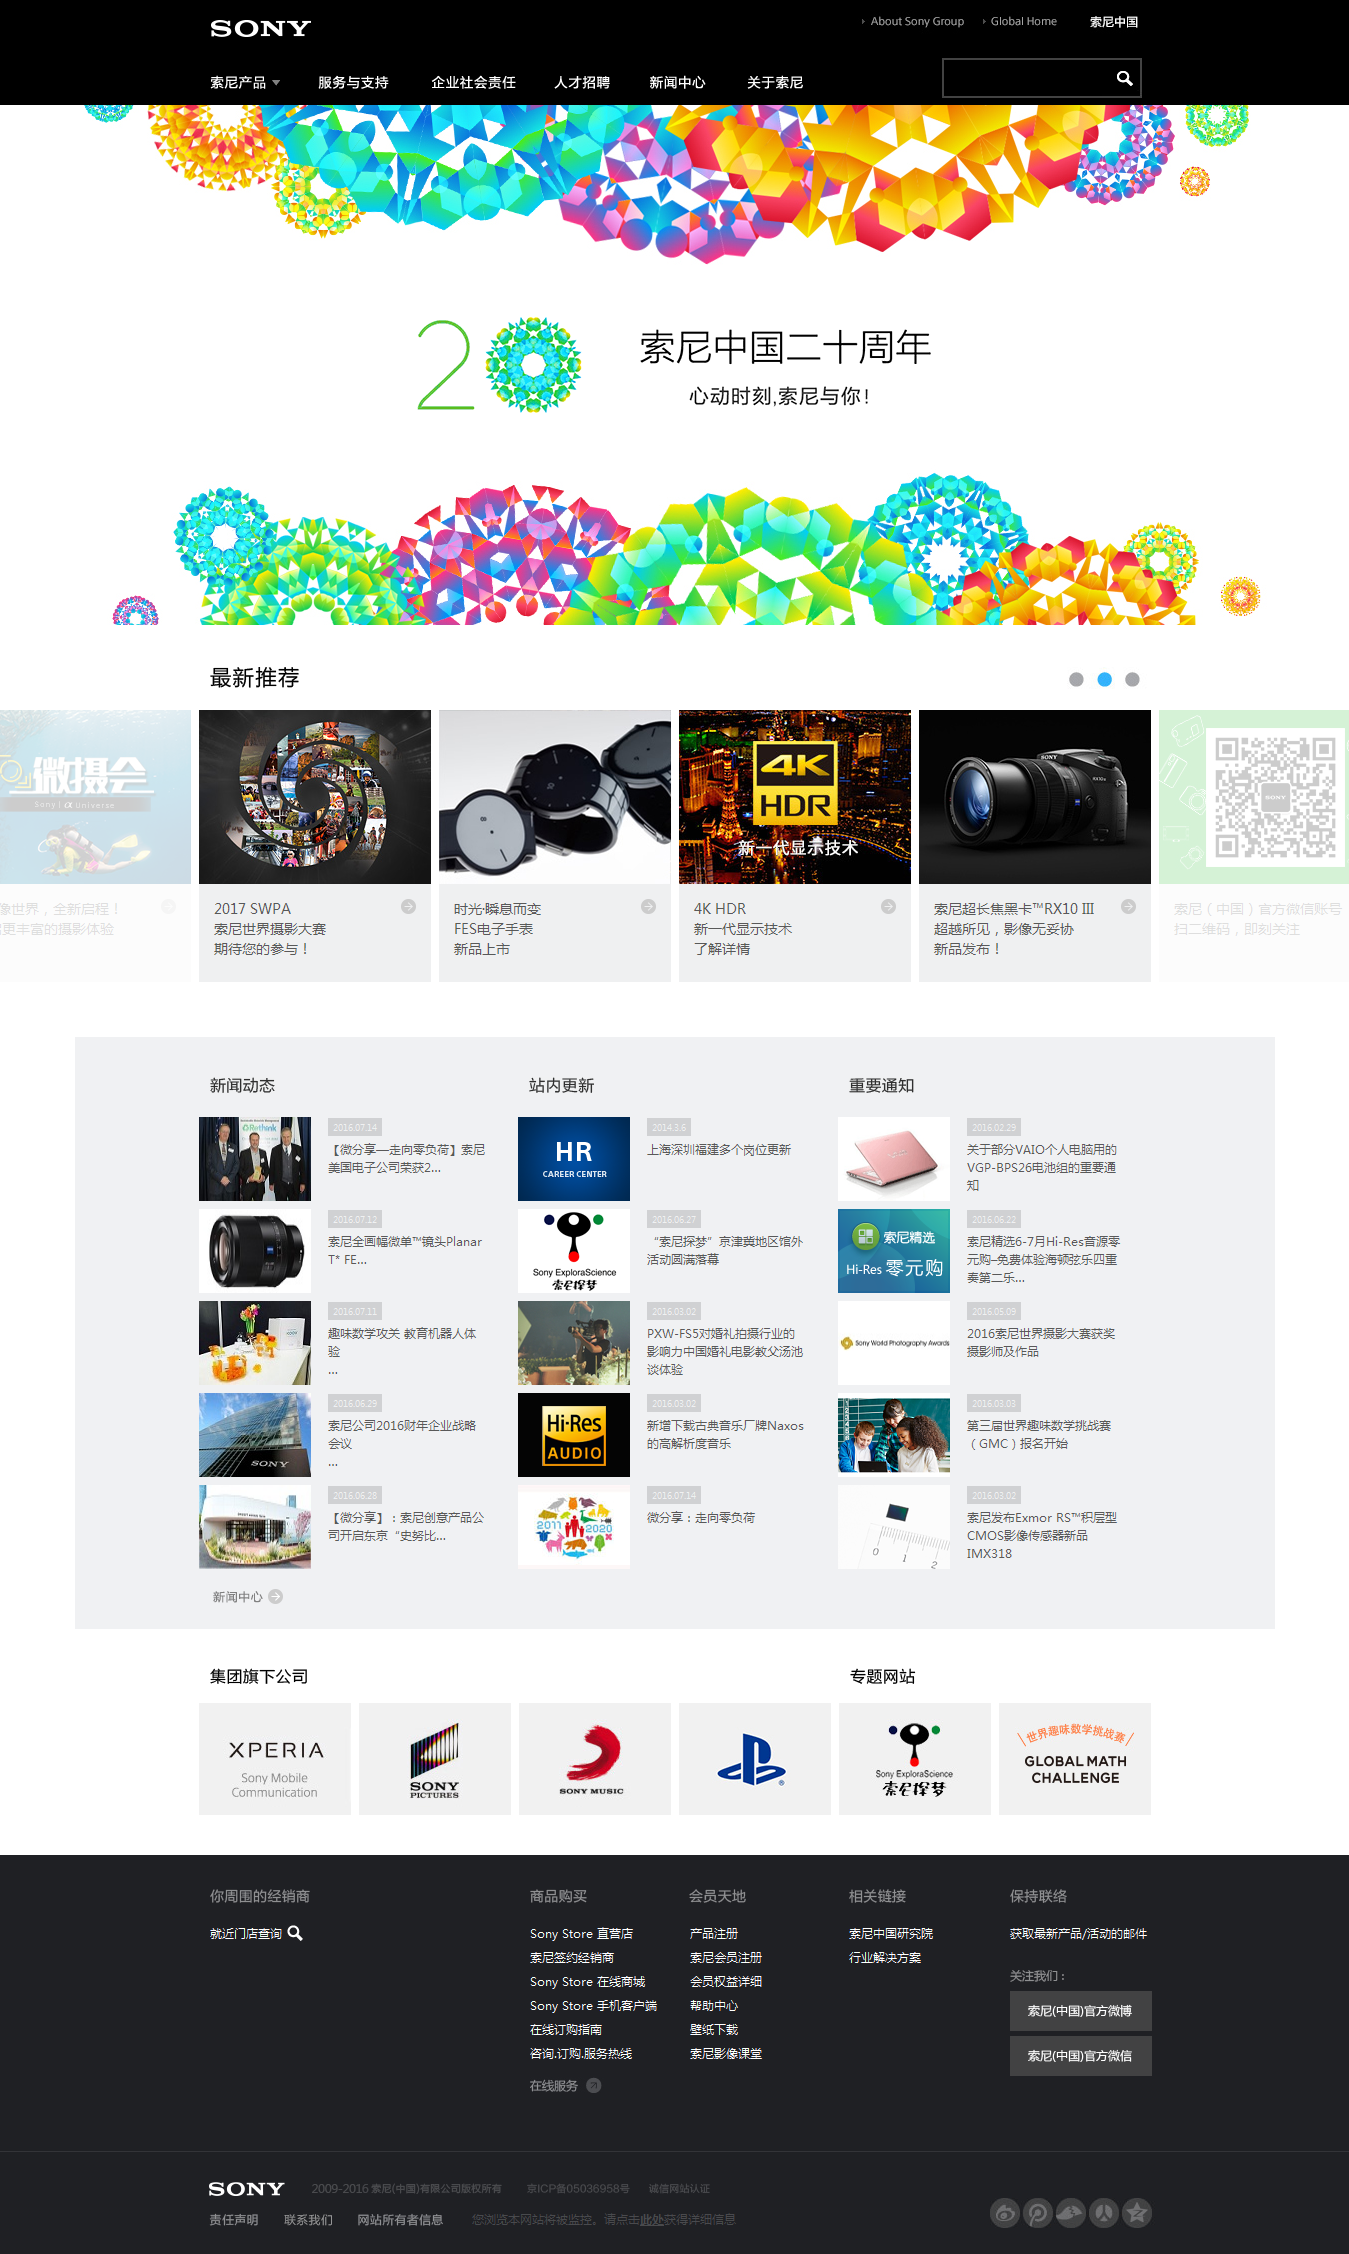 SONY
About Sony Group
Global Home
索尼中国
索尼产品
服务与支持
企业社会责任
人才招聘
新闻中心
关于索尼
20
索尼中国二十周年
心动时刻,索尼与你!
最新推荐
微摄会
Sony | α Universe
像世界，全新启程！
更丰富的摄影体验
2017 SWPA
索尼世界摄影大赛
期待您的参与！
时光·瞬息而变
FES电子手表
新品上市
4K
HDR
新一代显示技术
4K HDR
新一代显示技术
了解详情
SONY
索尼超长焦黑卡™RX10 III
超越所见，影像无妥协
新品发布！
SONY
索尼（中国）官方微信账号
扫二维码，即刻关注
新闻动态
Rethink
2016.07.14
【微分享—走向零负荷】索尼
美国电子公司荣获2...
2016.07.12
索尼全画幅微单™镜头Planar
T* FE...
2016.07.11
趣味数学攻关 教育机器人体
验
...
SONY
2016.06.29
索尼公司2016财年企业战略
会议
...
2016.06.28
【微分享】：索尼创意产品公
司开启东京“史努比...
新闻中心
站内更新
HR
CAREER CENTER
2014.3.6
上海深圳福建多个岗位更新
Sony ExploraScience
索尼探梦
2016.06.27
“索尼探梦”京津冀地区馆外
活动圆满落幕
2016.03.02
PXW-FS5对婚礼拍摄行业的
影响力中国婚礼电影教父汤池
谈体验
Hi-Res
AUDIO
2016.03.02
新增下载古典音乐厂牌Naxos
的高解析度音乐
2011
2020
2016.07.14
微分享：走向零负荷
重要通知
2016.02.29
关于部分VAIO个人电脑用的
VGP-BPS26电池组的重要通
知
索尼精选
Hi-Res 零元购
2016.06.22
索尼精选6-7月Hi-Res音源零
元购–免费体验海顿弦乐四重
奏第二乐...
Sony World Photography Awards
2016.05.09
2016索尼世界摄影大赛获奖
摄影师及作品
2016.03.03
第三届世界趣味数学挑战赛
（GMC）报名开始
0 1 2
2016.03.02
索尼发布Exmor RS™积层型
CMOS影像传感器新品
IMX318
集团旗下公司
专题网站
XPERIA
Sony Mobile
Communication
SONY
PICTURES
SONY MUSIC
Sony ExploraScience
索尼探梦
世界趣味数学挑战赛
GLOBAL MATH
CHALLENGE
你周围的经销商
就近门店查询
商品购买
Sony Store 直营店
索尼签约经销商
Sony Store 在线商城
Sony Store 手机客户端
在线订购指南
咨询.订购.服务热线
在线服务
会员天地
产品注册
索尼会员注册
会员权益详细
帮助中心
壁纸下载
索尼影像课堂
相关链接
索尼中国研究院
行业解决方案
保持联络
获取最新产品/活动的邮件
关注我们：
索尼(中国)官方微博
索尼(中国)官方微信
SONY
2009-2016 索尼(中国)有限公司版权所有
京ICP备05036958号
诚信网站认证
责任声明
联系我们
网站所有者信息
您浏览本网站将被监控，请点击此处获得详细信息